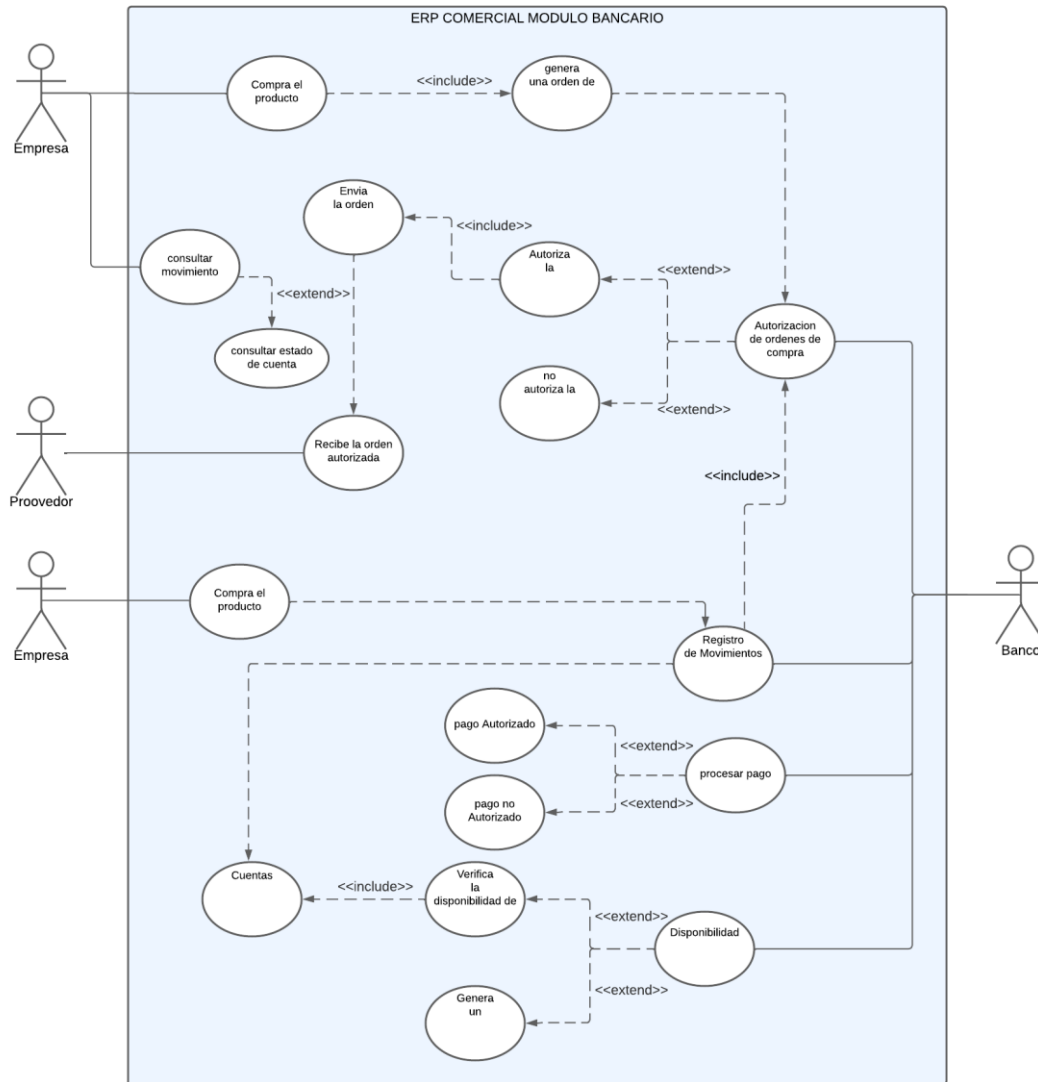 ERP COMERCIAL MODULO BANCARIO
Empresa
Compra el
producto
<<include>>
genera
una orden de
Envia
la orden
<<include>>
Autoriza
la
<<extend>>
consultar
movimiento
<<extend>>
consultar estado
de cuenta
Autorizacion
de ordenes de
compra
no
autoriza la
<<extend>>
Proovedor
Recibe la orden
autorizada
<<include>>
Empresa
Compra el
producto
Registro
de Movimientos
Banco
pago Autorizado
<<extend>>
procesar pago
pago no
Autorizado
<<extend>>
Cuentas
<<include>>
Verifica
la
disponibilidad de
<<extend>>
Disponibilidad
<<extend>>
Genera
un